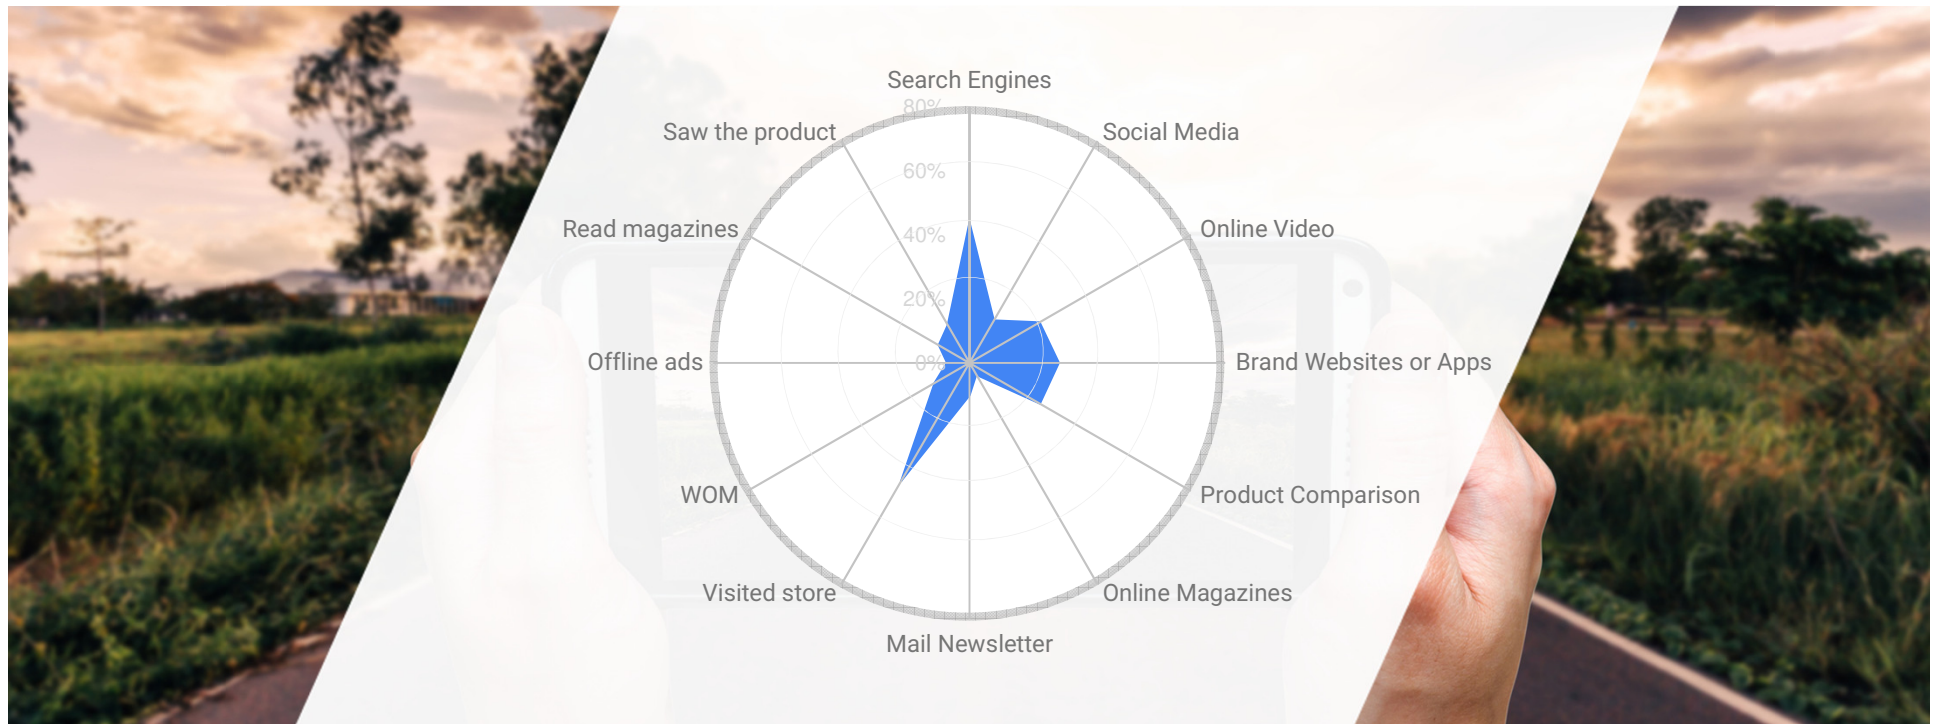 Search Engines
80%
Saw the product
Social Media
60%
Read magazines
Online Video
40%
20%
Offline ads
0%
Brand Websites or Apps
WOM
Product Comparison
Visited store
Online Magazines
Mail Newsletter